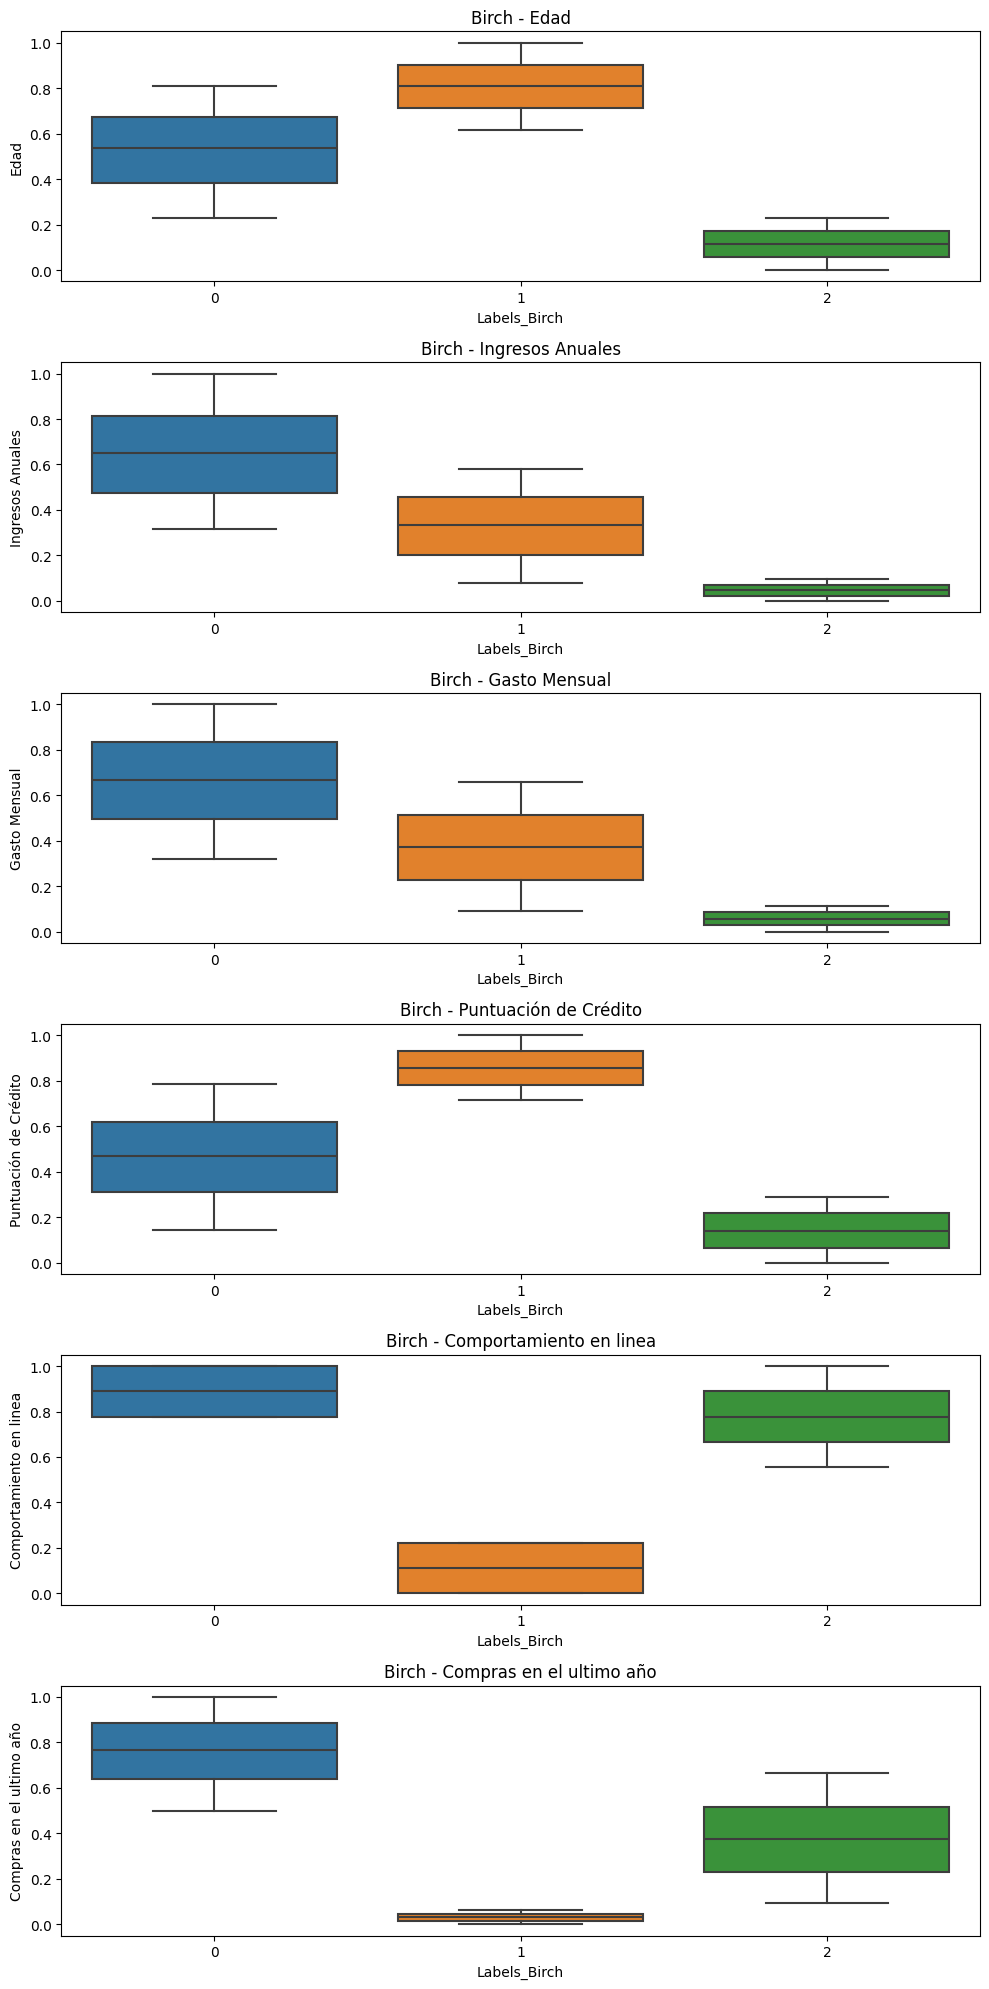 Birch - Edad
1.0
0.8
0.6
0.4
0.2
0.0
Edad
0 1 2
Labels_Birch
Birch - Ingresos Anuales
1.0
0.8
0.6
0.4
0.2
0.0
Ingresos Anuales
0 1 2
Labels_Birch
Birch - Gasto Mensual
1.0
0.8
0.6
0.4
0.2
0.0
Gasto Mensual
0 1 2
Labels_Birch
Birch - Puntuación de Crédito
1.0
0.8
0.6
0.4
0.2
0.0
Puntuación de Crédito
0 1 2
Labels_Birch
Birch - Comportamiento en linea
1.0
0.8
0.6
0.4
0.2
0.0
Comportamiento en linea
0 1 2
Labels_Birch
Birch - Compras en el ultimo año
1.0
0.8
0.6
0.4
0.2
0.0
Compras en el ultimo año
0 1 2
Labels_Birch